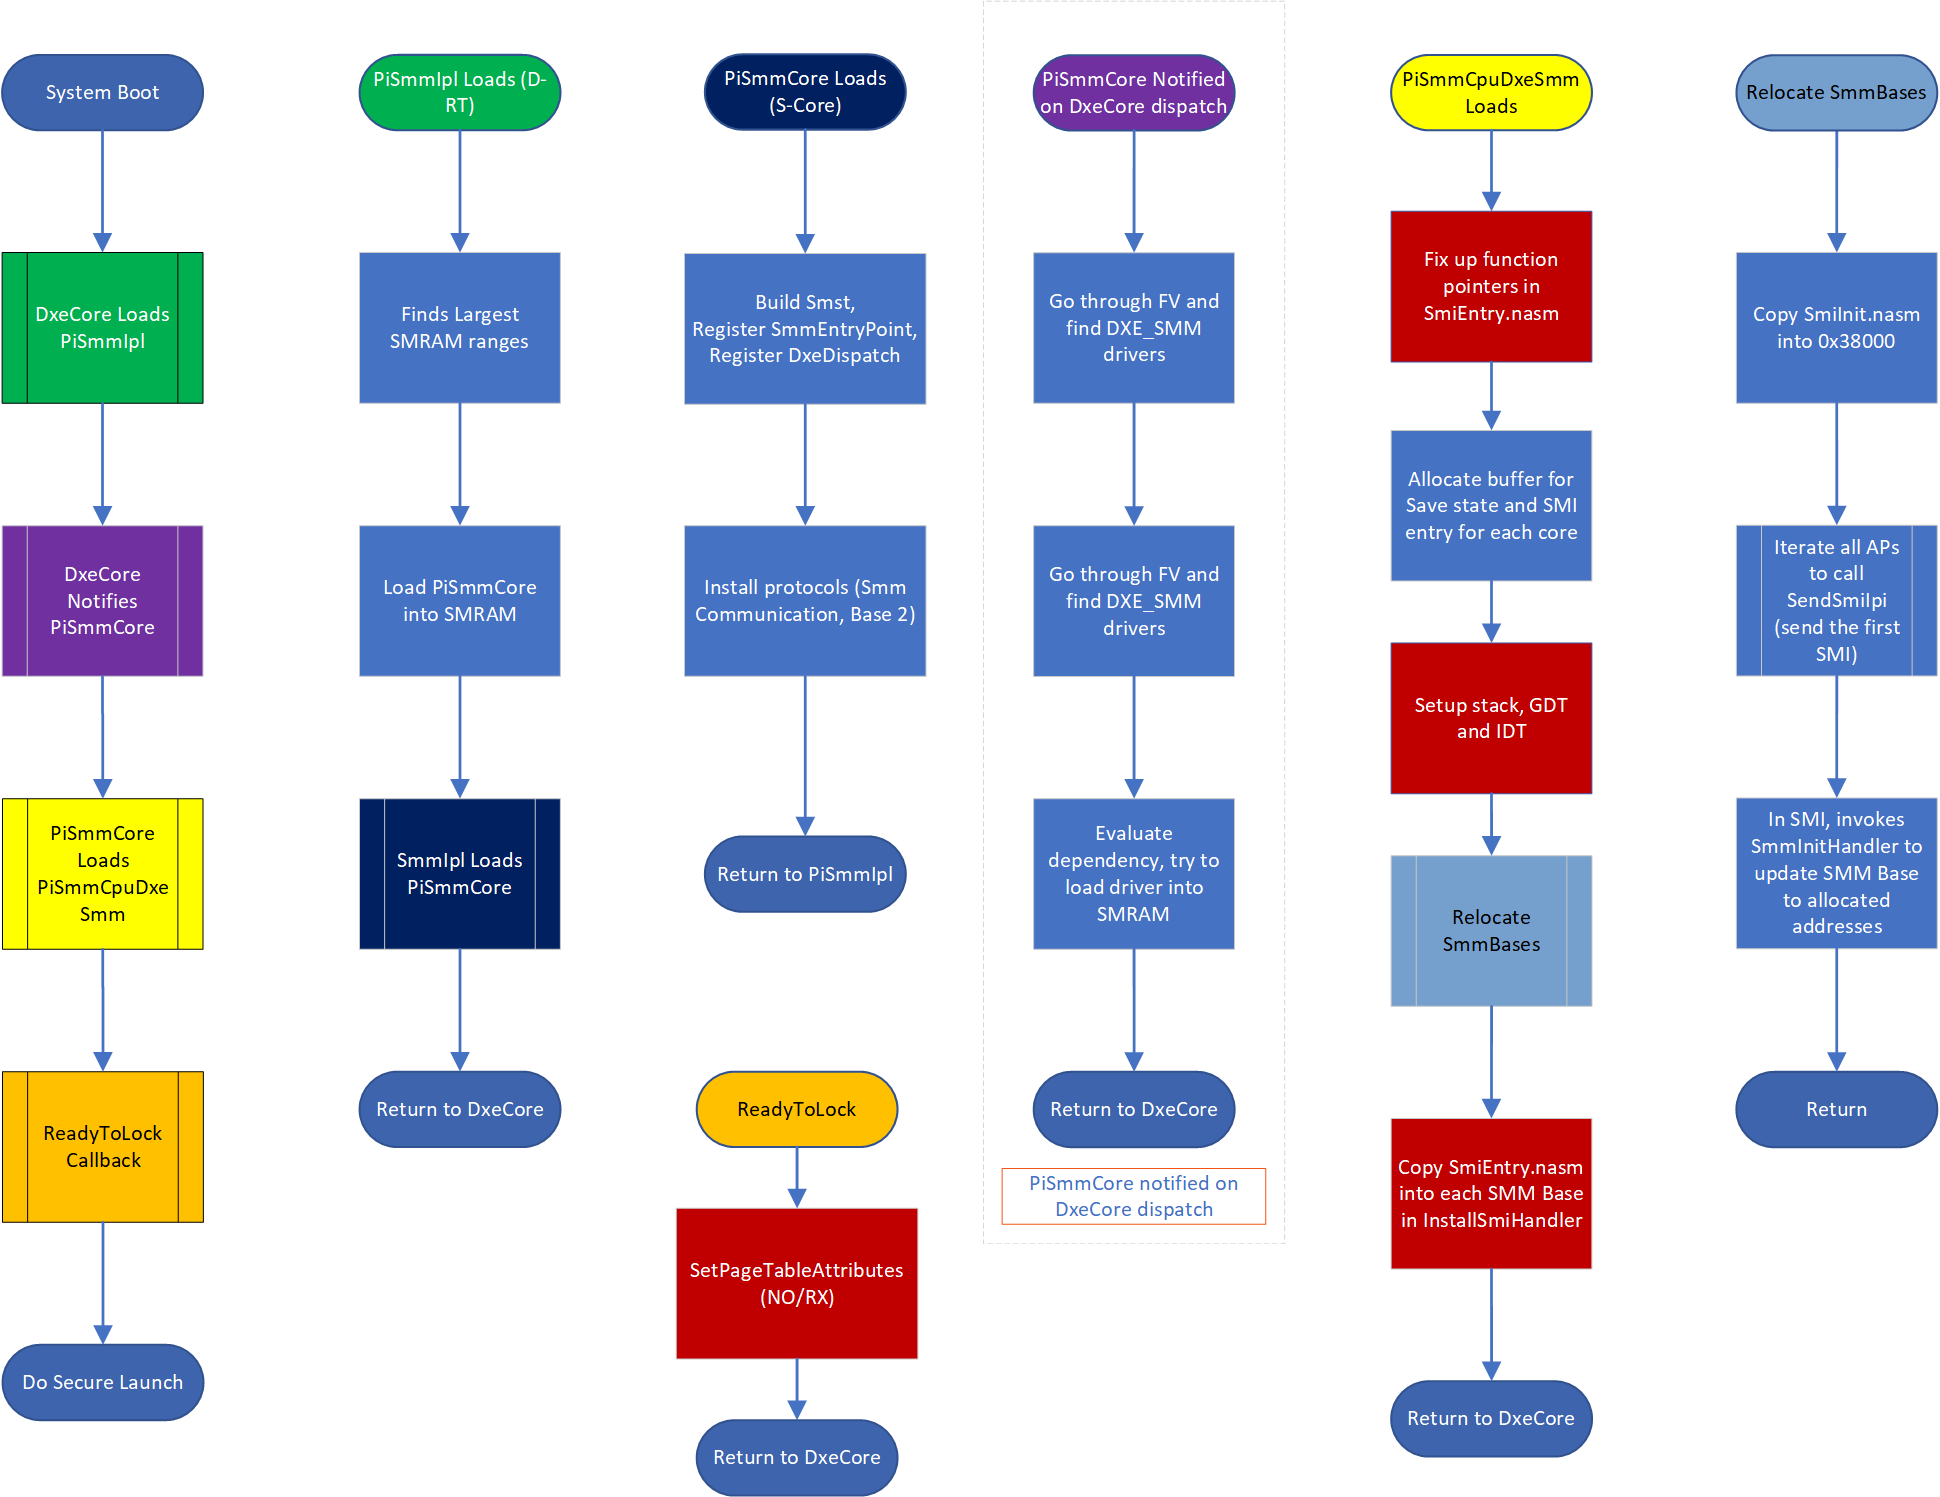 System Boot
DxeCore Loads
PiSmmIpl
DxeCore
Notifies
PiSmmCore
PiSmmCore
Loads
PiSmmCpuDxe
Smm
ReadyToLock
Callback
Do Secure Launch
PiSmmIpl Loads (D-
RT)
Finds Largest
SMRAM ranges
Load PiSmmCore
into SMRAM
SmmIpl Loads
PiSmmCore
Return to DxeCore
PiSmmCore Loads
(S-Core)
Build Smst,
Register SmmEntryPoint,
Register DxeDispatch
Install protocols (Smm
Communication, Base 2)
Return to PiSmmIpl
ReadyToLock
SetPageTableAttributes
(NO/RX)
Return to DxeCore
PiSmmCore Notified
on DxeCore dispatch
Go through FV and
find DXE_SMM
drivers
Go through FV and
find DXE_SMM
drivers
Evaluate
dependency, try to
load driver into
SMRAM
Return to DxeCore
PiSmmCore notified on
DxeCore dispatch
PiSmmCpuDxeSmm
Loads
Fix up function
pointers in
SmiEntry.nasm
Allocate buffer for
Save state and SMI
entry for each core
Setup stack, GDT
and IDT
Relocate
SmmBases
Copy SmiEntry.nasm
into each SMM Base
in InstallSmiHandler
Return to DxeCore
Relocate SmmBases
Copy SmiInit.nasm
into 0x38000
Iterate all APs
to call
SendSmiIpi
(send the first
SMI)
In SMI, invokes
SmmInitHandler to
update SMM Base
to allocated
addresses
Return